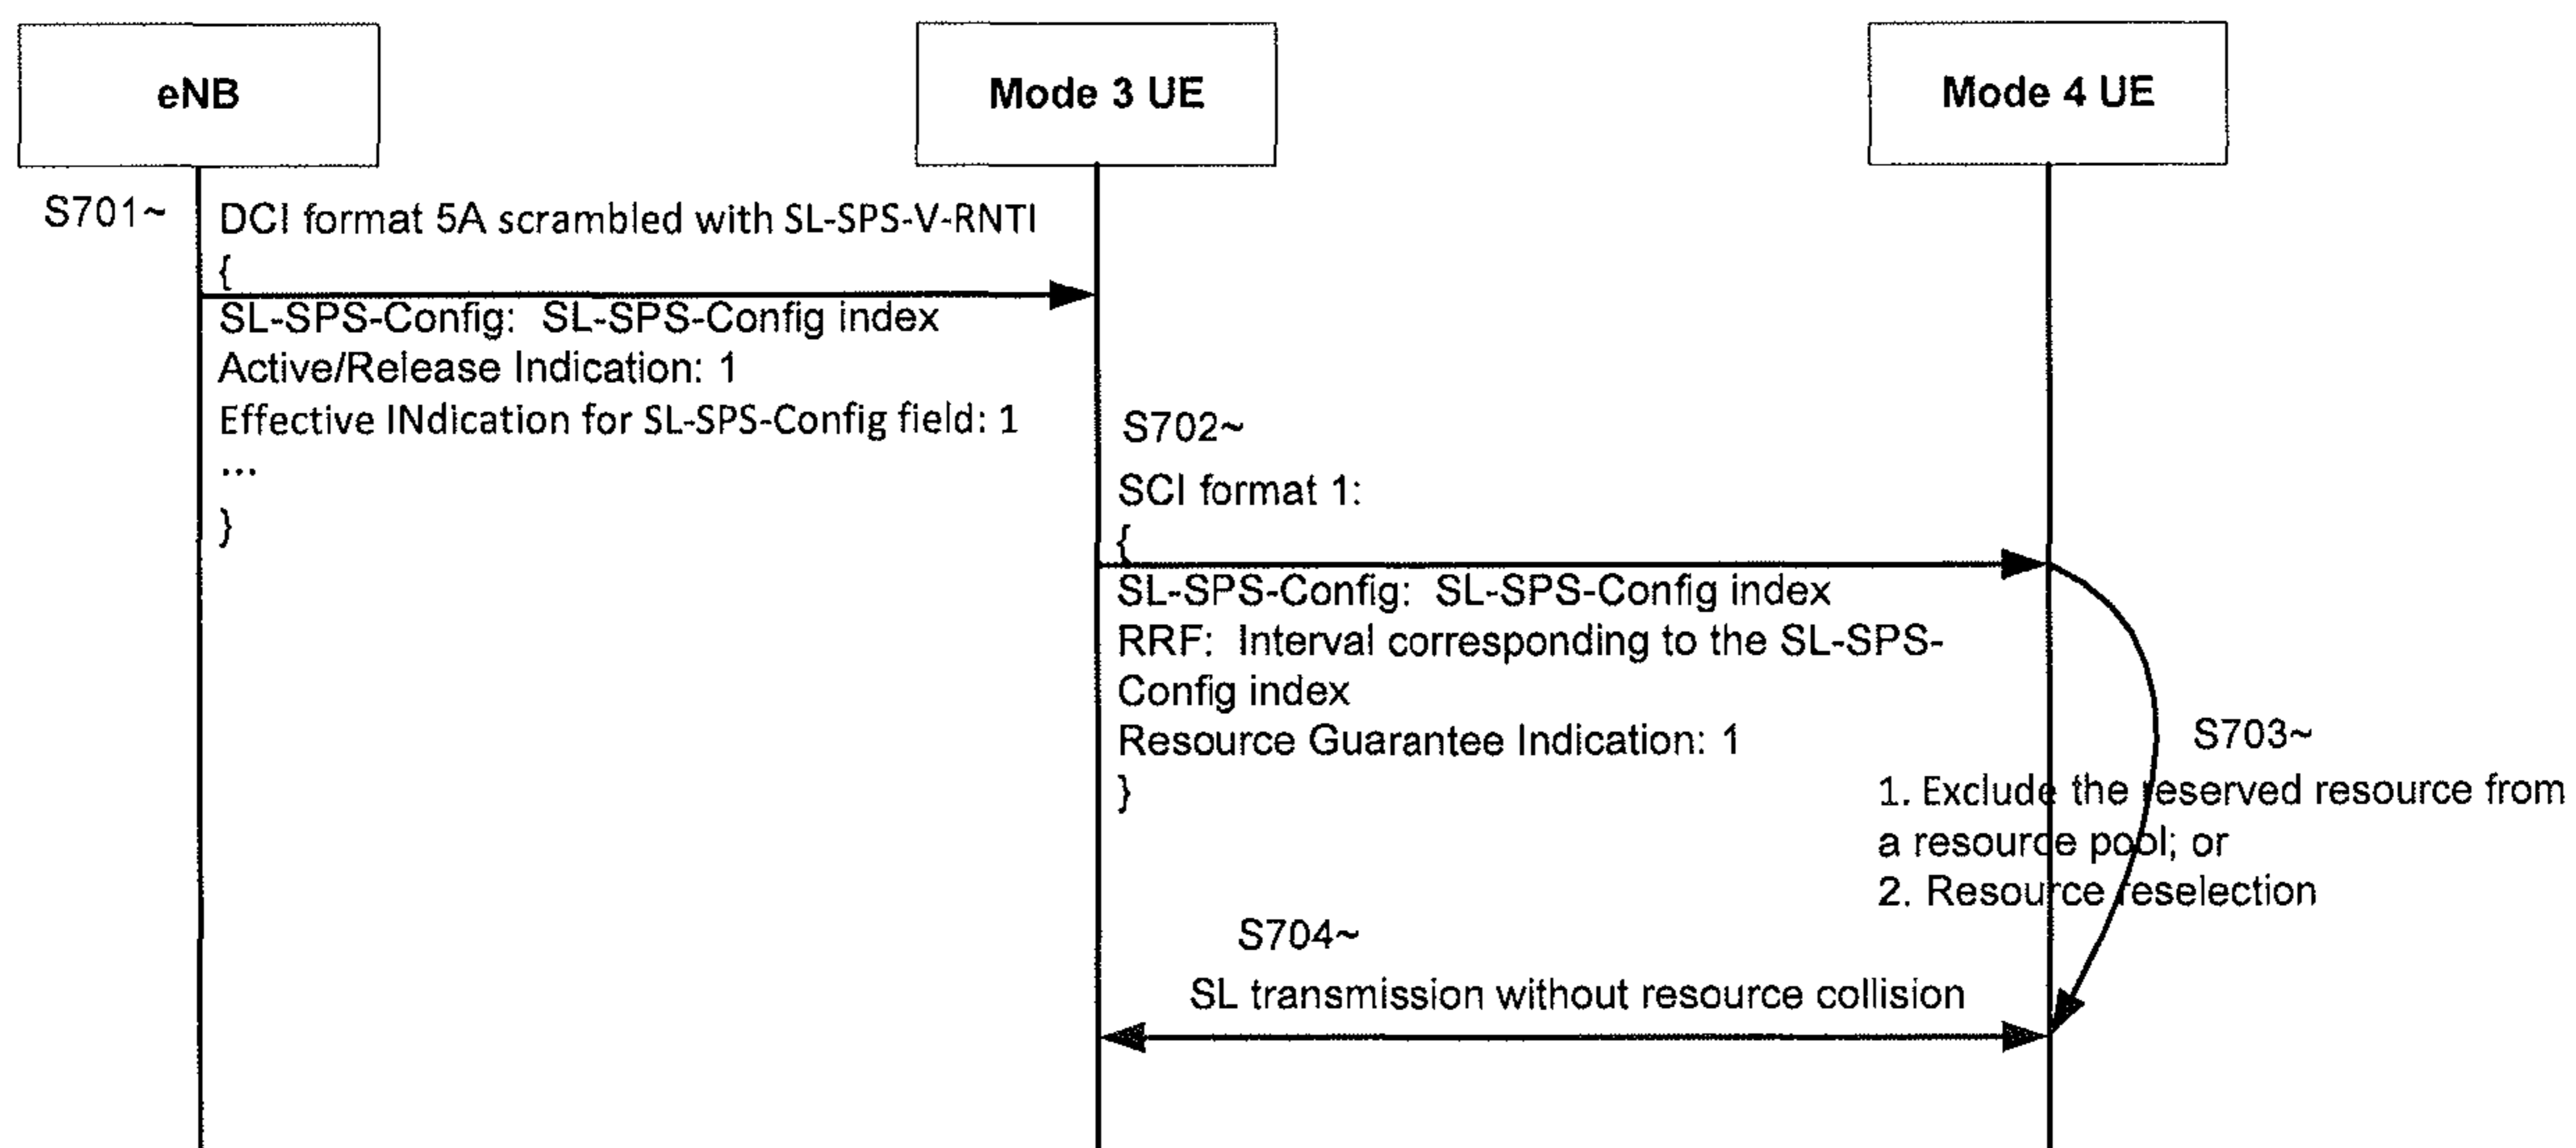 eNB
Mode 3 UE
Mode 4 UE
S701~
DCI format 5A scrambled with SL-SPS-V-RNTI
{
SL-SPS-Config: SL-SPS-Config index
Active/Release Indication: 1
Effective INdication for SL-SPS-Config field: 1
...
}
S702~
SCI format 1:
{
SL-SPS-Config: SL-SPS-Config index
RRF: Interval corresponding to the SL-SPS-
Config index
Resource Guarantee Indication: 1
}
S703~
1. Exclude the reserved resource from
a resource pool; or
2. Resource reselection
S704~
SL transmission without resource collision